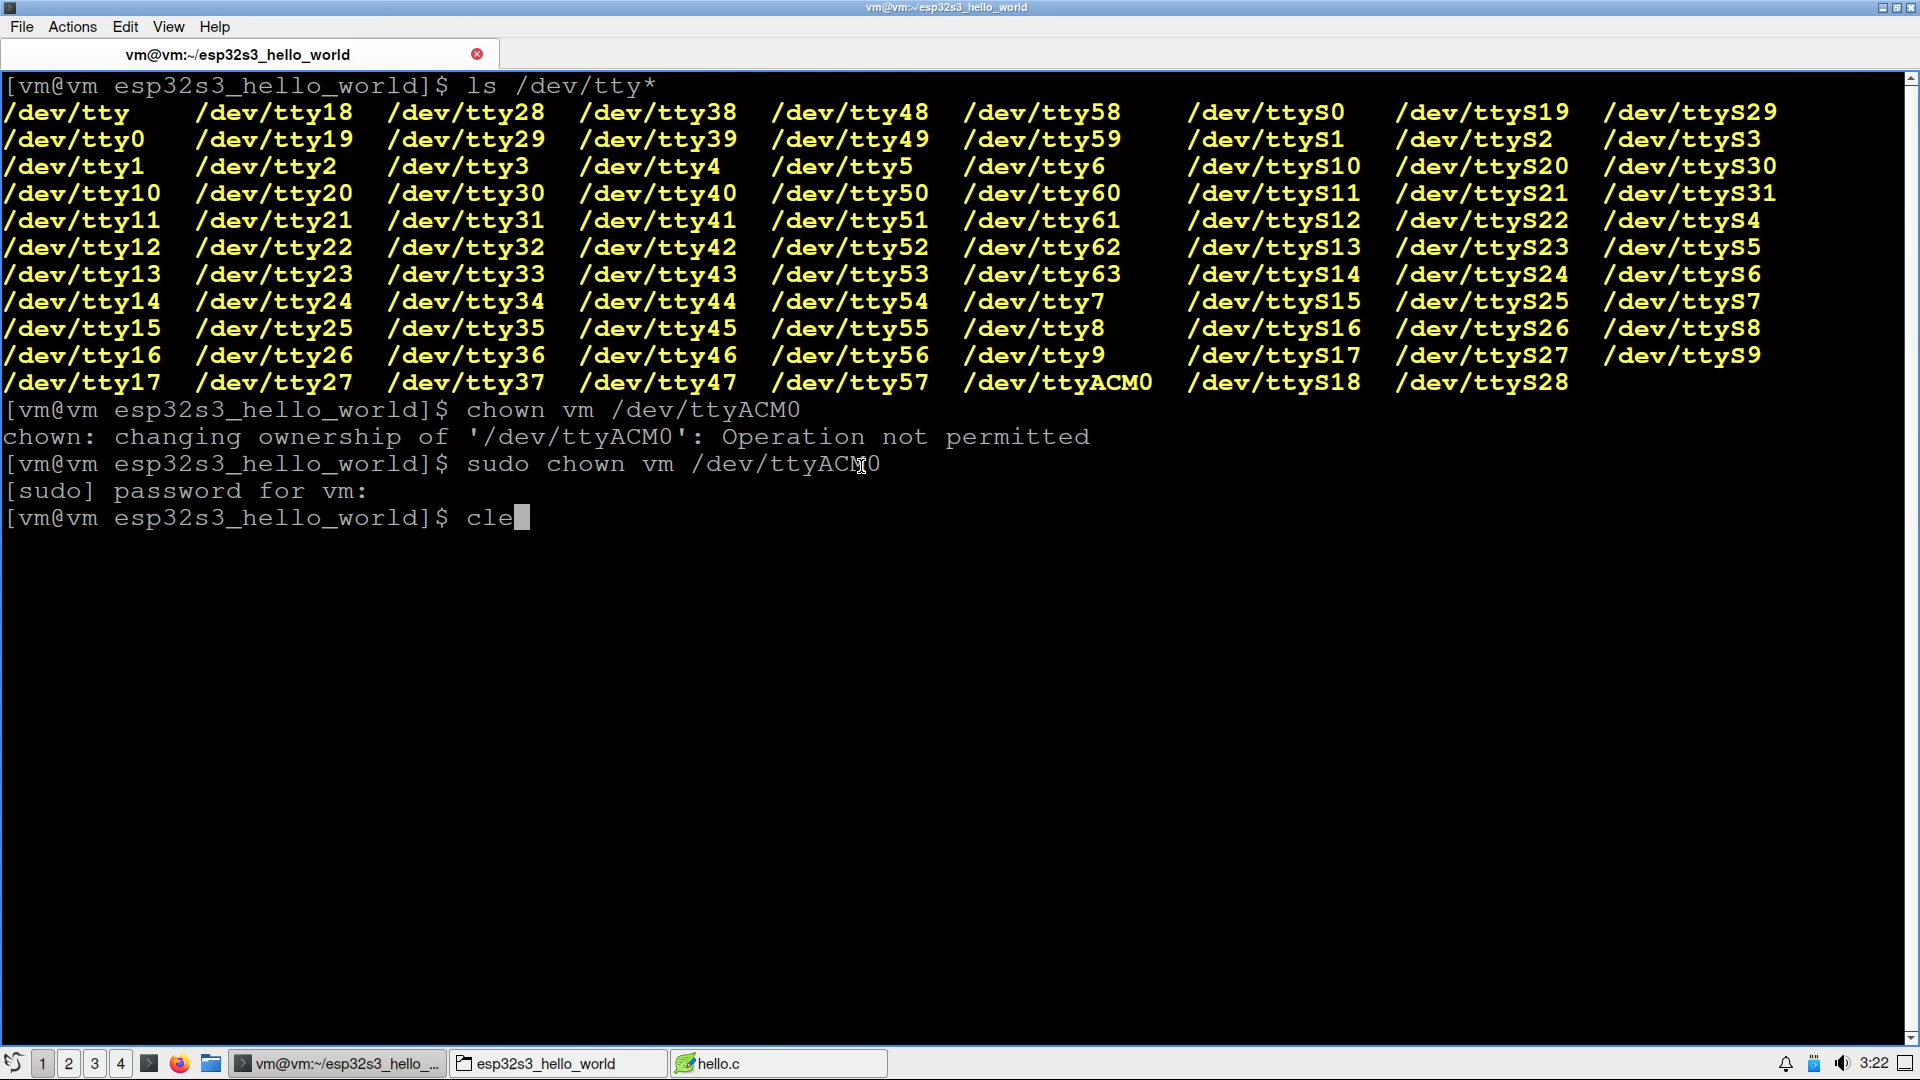 vm@vm:~/esp32s3_hello_world
File Actions Edit View Help
vm@vm:~/esp32s3_hello_world
[vm@vm esp32s3_hello_world]$ ls /dev/tty*
/dev/tty /dev/tty18 /dev/tty28 /dev/tty38 /dev/tty48 /dev/tty58 /dev/ttyS0 /dev/ttyS19 /dev/ttyS29
/dev/tty0 /dev/tty19 /dev/tty29 /dev/tty39 /dev/tty49 /dev/tty59 /dev/ttyS1 /dev/ttyS2 /dev/ttyS3
/dev/tty1 /dev/tty2 /dev/tty3 /dev/tty4 /dev/tty5 /dev/tty6 /dev/ttyS10 /dev/ttyS20 /dev/ttyS30
/dev/tty10 /dev/tty20 /dev/tty30 /dev/tty40 /dev/tty50 /dev/tty60 /dev/ttyS11 /dev/ttyS21 /dev/ttyS31
/dev/tty11 /dev/tty21 /dev/tty31 /dev/tty41 /dev/tty51 /dev/tty61 /dev/ttyS12 /dev/ttyS22 /dev/ttyS4
/dev/tty12 /dev/tty22 /dev/tty32 /dev/tty42 /dev/tty52 /dev/tty62 /dev/ttyS13 /dev/ttyS23 /dev/ttyS5
/dev/tty13 /dev/tty23 /dev/tty33 /dev/tty43 /dev/tty53 /dev/tty63 /dev/ttyS14 /dev/ttyS24 /dev/ttyS6
/dev/tty14 /dev/tty24 /dev/tty34 /dev/tty44 /dev/tty54 /dev/tty7 /dev/ttyS15 /dev/ttyS25 /dev/ttyS7
/dev/tty15 /dev/tty25 /dev/tty35 /dev/tty45 /dev/tty55 /dev/tty8 /dev/ttyS16 /dev/ttyS26 /dev/ttyS8
/dev/tty16 /dev/tty26 /dev/tty36 /dev/tty46 /dev/tty56 /dev/tty9 /dev/ttyS17 /dev/ttyS27 /dev/ttyS9
/dev/tty17 /dev/tty27 /dev/tty37 /dev/tty47 /dev/tty57 /dev/ttyACM0 /dev/ttyS18 /dev/ttyS28
[vm@vm esp32s3_hello_world]$ chown vm /dev/ttyACM0
chown: changing ownership of '/dev/ttyACM0': Operation not permitted
[vm@vm esp32s3_hello_world]$ sudo chown vm /dev/ttyACM0
[sudo] password for vm:
[vm@vm esp32s3_hello_world]$ cle
1 2 3 4 vm@vm:~/esp32s3_hello_... esp32s3_hello_world hello.c 3:22